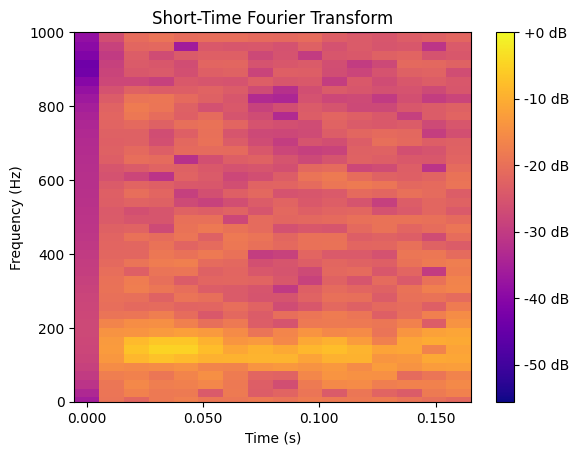 Short-Time Fourier Transform
1000
800
600
400
200
0
Frequency (Hz)
0.000
0.050
0.100
0.150
Time (s)
+0 dB
-10 dB
-20 dB
-30 dB
-40 dB
-50 dB